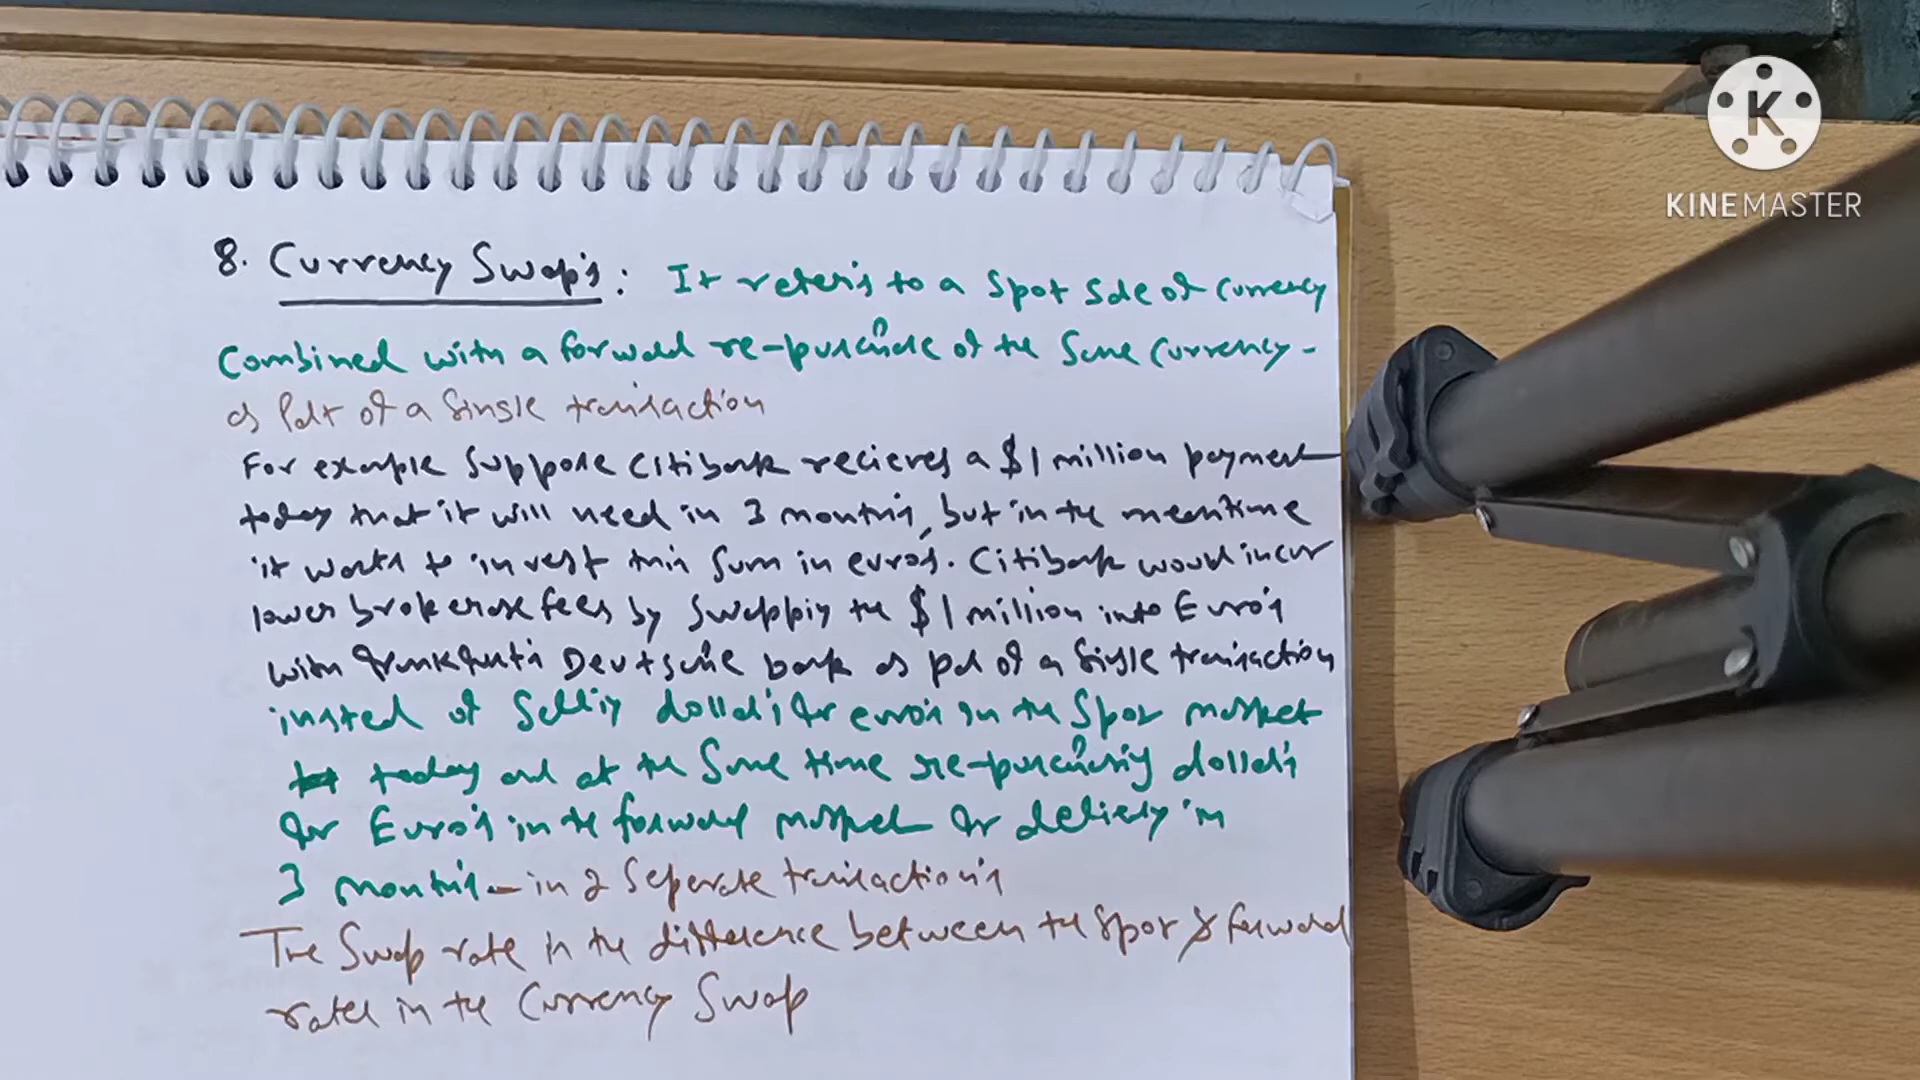 K
KINEMASTER
8. Currency Swap's: It refer's to a Spot Sale of currency
Combined with a forward re-purchase of the Same Currency-
as Part of a Single transaction
For example Suppose Citibank recieves a $1 million payment
today that it will need in 3 months, but in the meantime
it wants to invest this Sum in euros. Citibank would incur
lower brokerage fees by Swapping the $1 million into Euro's
with Frankfurt's Deutsche bank as part of a Single transaction
insted of Selling dollar's for euro's in the Spot market
today and at the Same time re-purchasing dollar's
for Euro's in the forward market for delivery in
3 months - in 2 Seperate transaction's
The Swap rate is the difference between the Spot & forward
rates in the Currency Swap